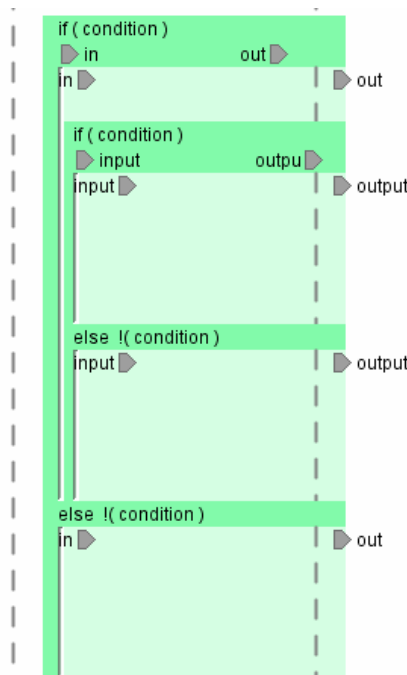 if ( condition )
in out
in out
if ( condition )
input outpu
input output
else !( condition )
input output
else !( condition )
in out